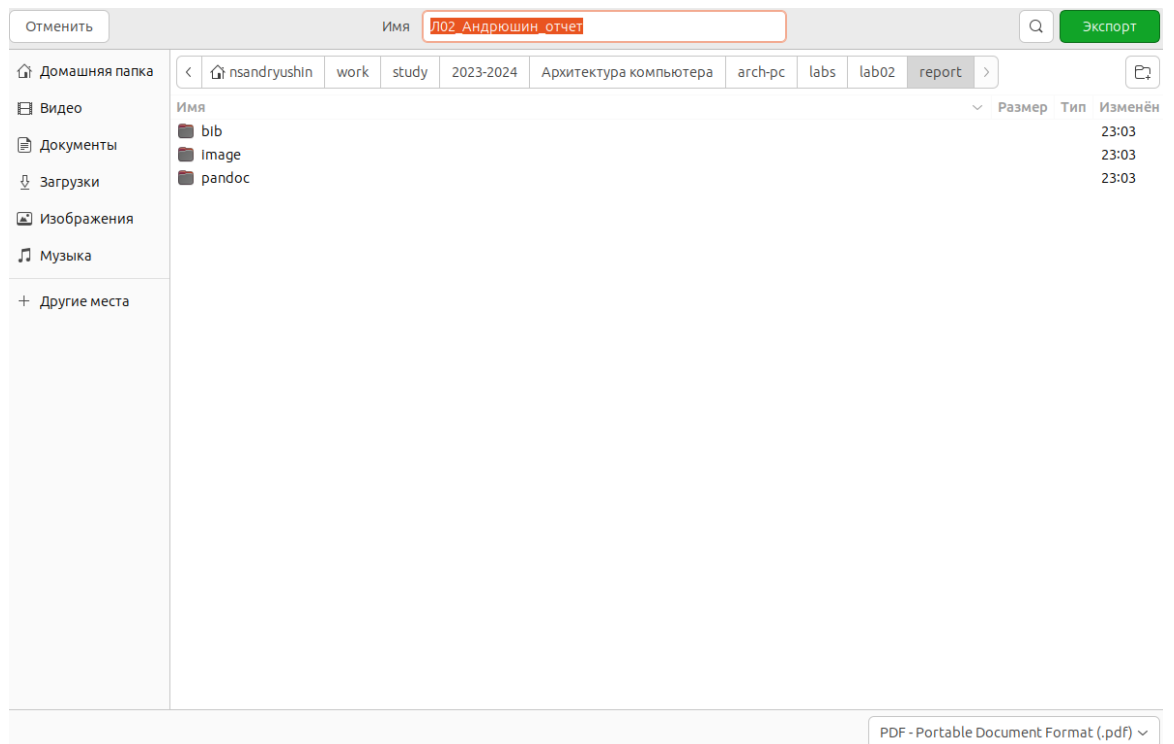 Отменить Имя Л02_Андрюшин_отчет Экспорт
Домашняя папка
Видео
Документы
Загрузки
Изображения
Музыка
Другие места
nsandryushin work study 2023-2024 Архитектура компьютера arch-pc labs lab02 report
Имя Размер Тип Изменён
bib 23:03
image 23:03
pandoc 23:03
PDF - Portable Document Format (.pdf)